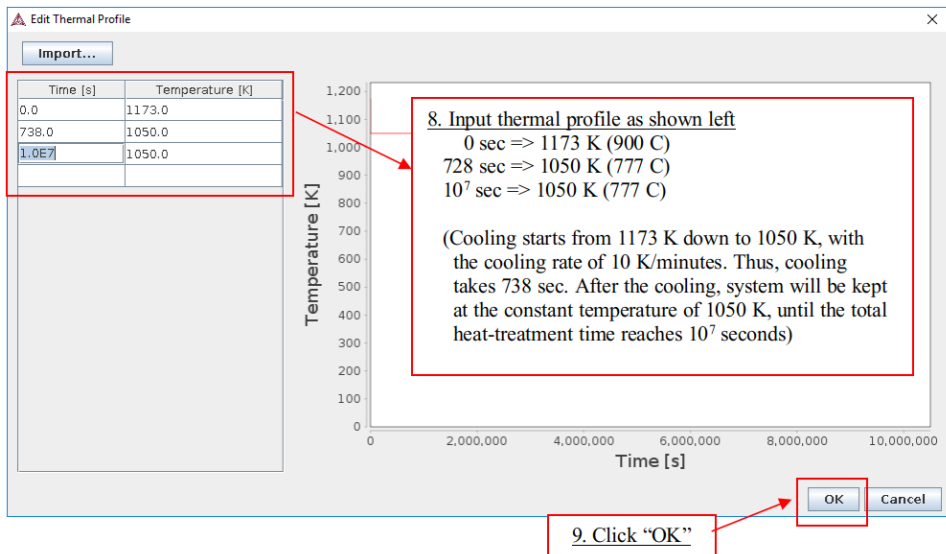 Edit Thermal Profile
Import...
Time [s] Temperature [K]
0.0 1173.0
738.0 1050.0
1.0E7 1050.0
8. Input thermal profile as shown left
0 sec => 1173 K (900 C)
728 sec => 1050 K (777 C)
10⁷ sec => 1050 K (777 C)
(Cooling starts from 1173 K down to 1050 K, with
the cooling rate of 10 K/minutes. Thus, cooling
takes 738 sec. After the cooling, system will be kept
at the constant temperature of 1050 K, until the total
heat-treatment time reaches 10⁷ seconds)
Temperature [K]
1,200
1,100
1,000
900
800
700
600
500
400
300
200
100
0
0 2,000,000 4,000,000 6,000,000 8,000,000 10,000,000
Time [s]
OK Cancel
9. Click “OK”